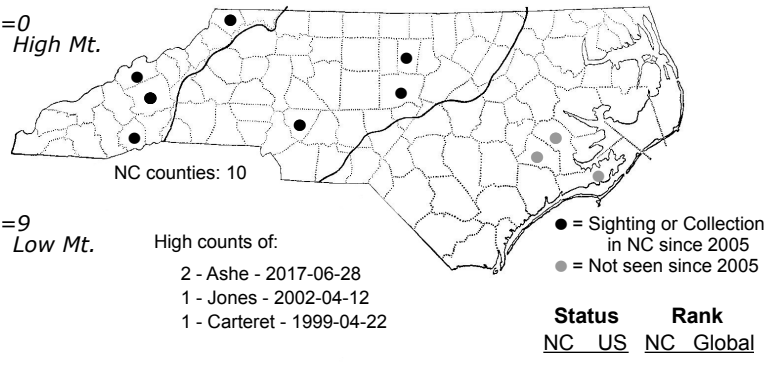 =0
High Mt.
NC counties: 10
=9
Low Mt.
High counts of:
2 - Ashe - 2017-06-28
1 - Jones - 2002-04-12
1 - Carteret - 1999-04-22
= Sighting or Collection
in NC since 2005
= Not seen since 2005
Status Rank
NC US NC Global